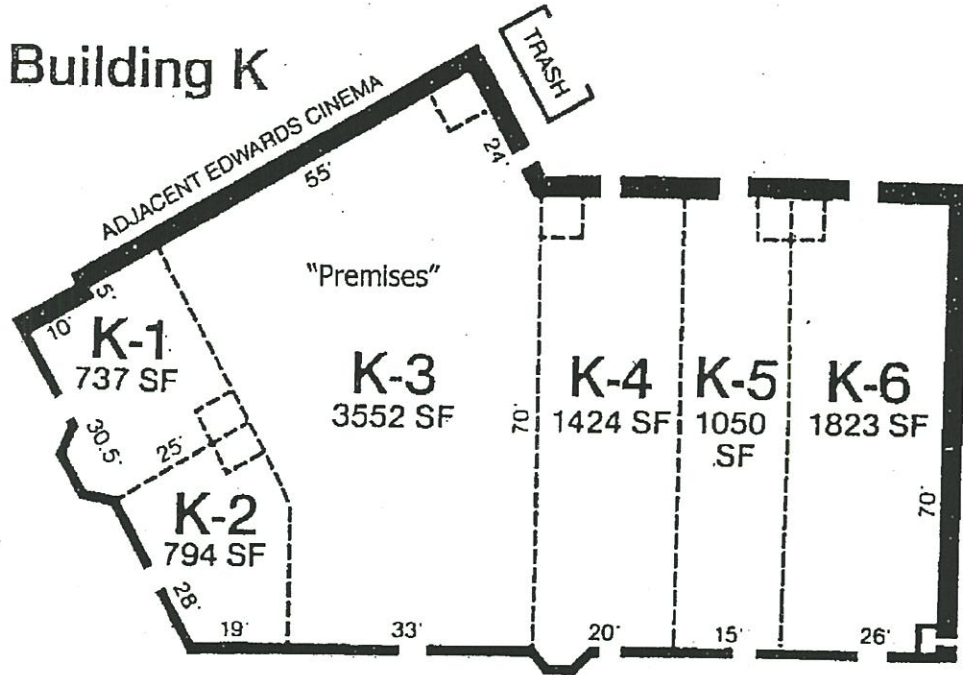 Building K
TRASH
ADJACENT EDWARDS CINEMA
55'
24'
"Premises"
5'
10'
K-1
737 SF
K-3
3552 SF
K-4
1424 SF
K-5
1050
SF
K-6
1823 SF
70'
30.5'
25'
K-2
794 SF
70'
28'
19'
33'
20'
15'
26'